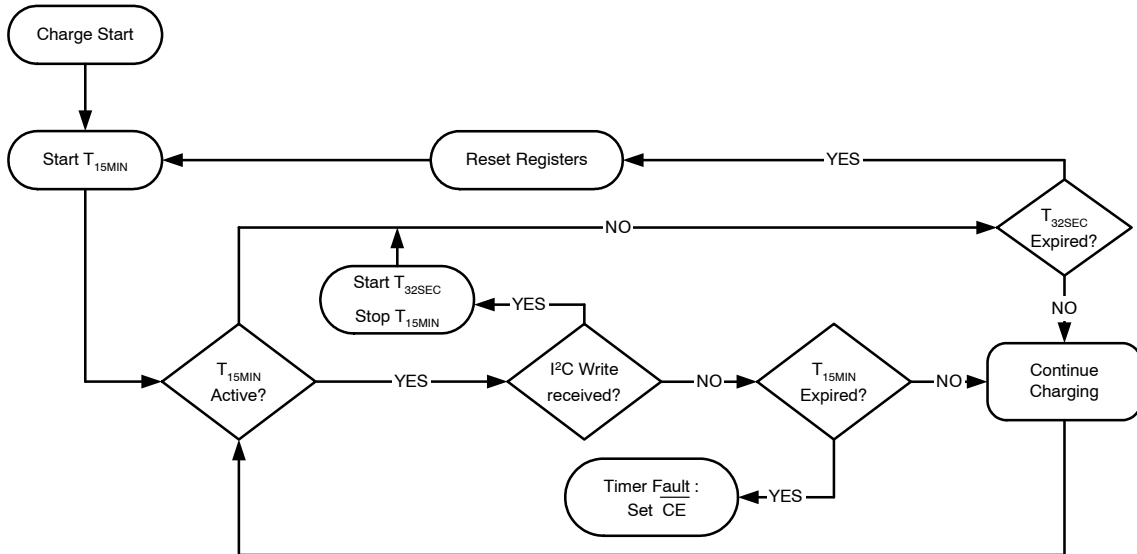 Charge Start
Start T15MIN
Reset Registers
YES
T32SEC
Expired?
NO
Start T32SEC
Stop T15MIN
YES
NO
T15MIN
Active?
YES
I²C Write
received?
NO
T15MIN
Expired?
NO
Continue
Charging
Timer Fault :
Set C̅E̅
YES